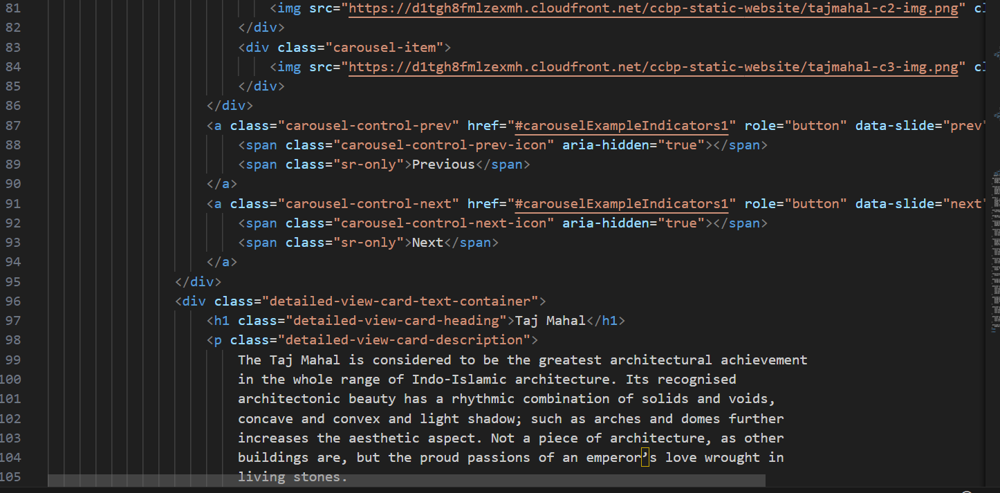 81 <img src="https://d1tgh8fmlzexmh.cloudfront.net/ccbp-static-website/tajmahal-c2-img.png" cl
82 </div>
83 <div class="carousel-item">
84 <img src="https://d1tgh8fmlzexmh.cloudfront.net/ccbp-static-website/tajmahal-c3-img.png" cl
85 </div>
86 </div>
87 <a class="carousel-control-prev" href="#carouselExampleIndicators1" role="button" data-slide="prev"
88 <span class="carousel-control-prev-icon" aria-hidden="true"></span>
89 <span class="sr-only">Previous</span>
90 </a>
91 <a class="carousel-control-next" href="#carouselExampleIndicators1" role="button" data-slide="next"
92 <span class="carousel-control-next-icon" aria-hidden="true"></span>
93 <span class="sr-only">Next</span>
94 </a>
95 </div>
96 <div class="detailed-view-card-text-container">
97 <h1 class="detailed-view-card-heading">Taj Mahal</h1>
98 <p class="detailed-view-card-description">
99 The Taj Mahal is considered to be the greatest architectural achievement
100 in the whole range of Indo-Islamic architecture. Its recognised
101 architectonic beauty has a rhythmic combination of solids and voids,
102 concave and convex and light shadow; such as arches and domes further
103 increases the aesthetic aspect. Not a piece of architecture, as other
104 buildings are, but the proud passions of an emperor’s love wrought in
105 living stones.